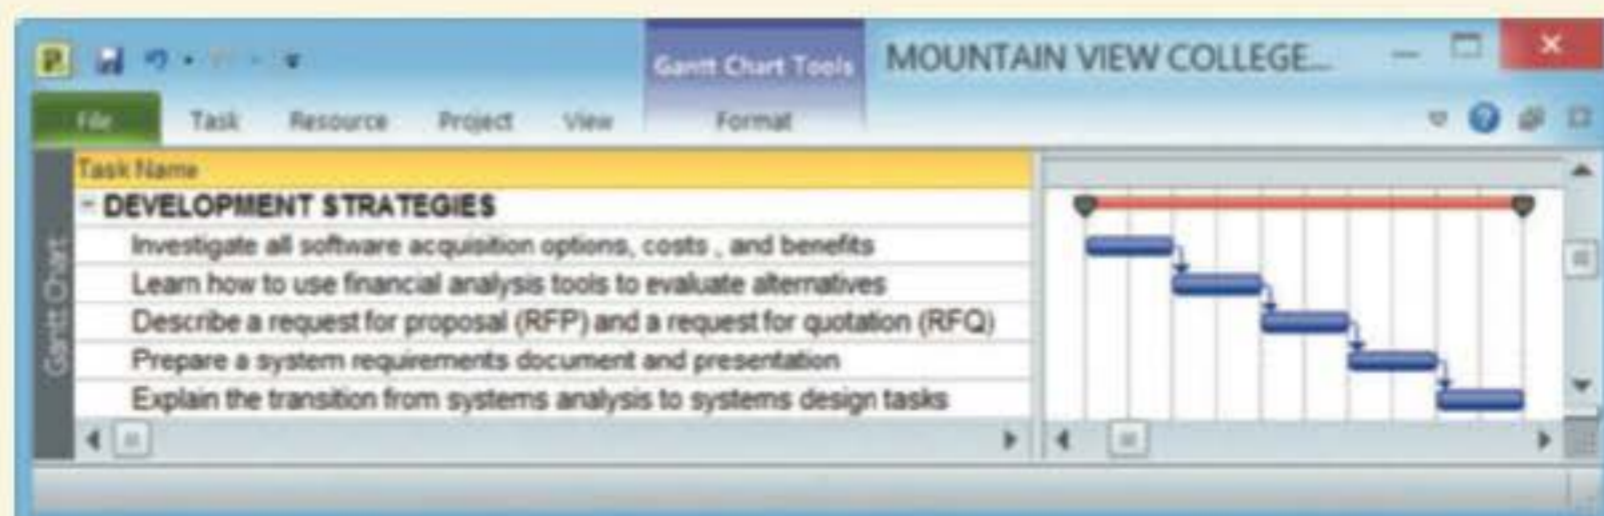 Gantt Chart Tools
MOUNTAIN VIEW COLLEGE...
File Task Resource Project View Format
Gantt Chart
Task Name
- DEVELOPMENT STRATEGIES
Investigate all software acquisition options, costs , and benefits
Learn how to use financial analysis tools to evaluate alternatives
Describe a request for proposal (RFP) and a request for quotation (RFQ)
Prepare a system requirements document and presentation
Explain the transition from systems analysis to systems design tasks